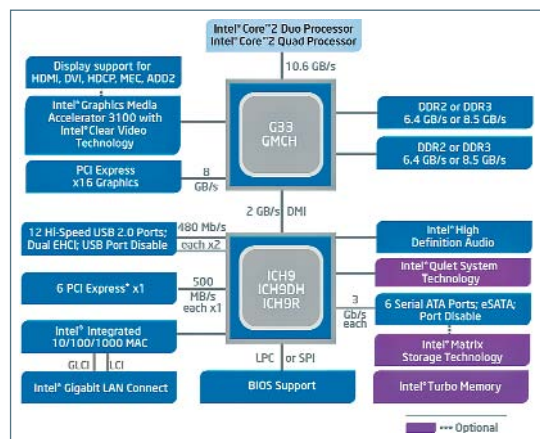 Intel® Core™2 Duo Processor
Intel® Core™2 Quad Processor
10.6 GB/s
Display support for
HDMI, DVI, HDCP, MEC, ADD2
Intel® Graphics Media
Accelerator 3100 with
Intel® Clear Video
Technology
PCI Express
x16 Graphics
8
GB/s
G33
GMCH
DDR2 or DDR3
6.4 GB/s or 8.5 GB/s
DDR2 or DDR3
6.4 GB/s or 8.5 GB/s
2 GB/s DMI
12 Hi-Speed USB 2.0 Ports;
Dual EHCI; USB Port Disable
480 Mb/s
each x2
6 PCI Express® x1
500
MB/s
each x1
Intel® Integrated
10/100/1000 MAC
GLCI LCI
Intel® Gigabit LAN Connect
ICH9
ICH9DH
ICH9R
Intel® High
Definition Audio
Intel® Quiet System
Technology
3
Gb/s
each
6 Serial ATA Ports; eSATA;
Port Disable
Intel® Matrix
Storage Technology
Intel® Turbo Memory
LPC or SPI
BIOS Support
--- Optional